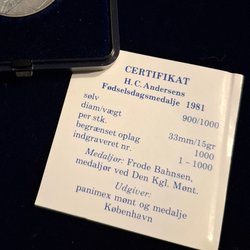 CERTIFIKAT
H.C. Andersens
Fødselsdagsmedalje 1981
sølv 900/1000
diam/vægt
per stk. 33mm/15gr
begrænset oplag 1000
indgraveret nr. 1 - 1000
Medaljør: Frode Bahnsen,
medaljør ved Den Kgl. Mønt.
Udgiver:
panimex mønt og medalje
København